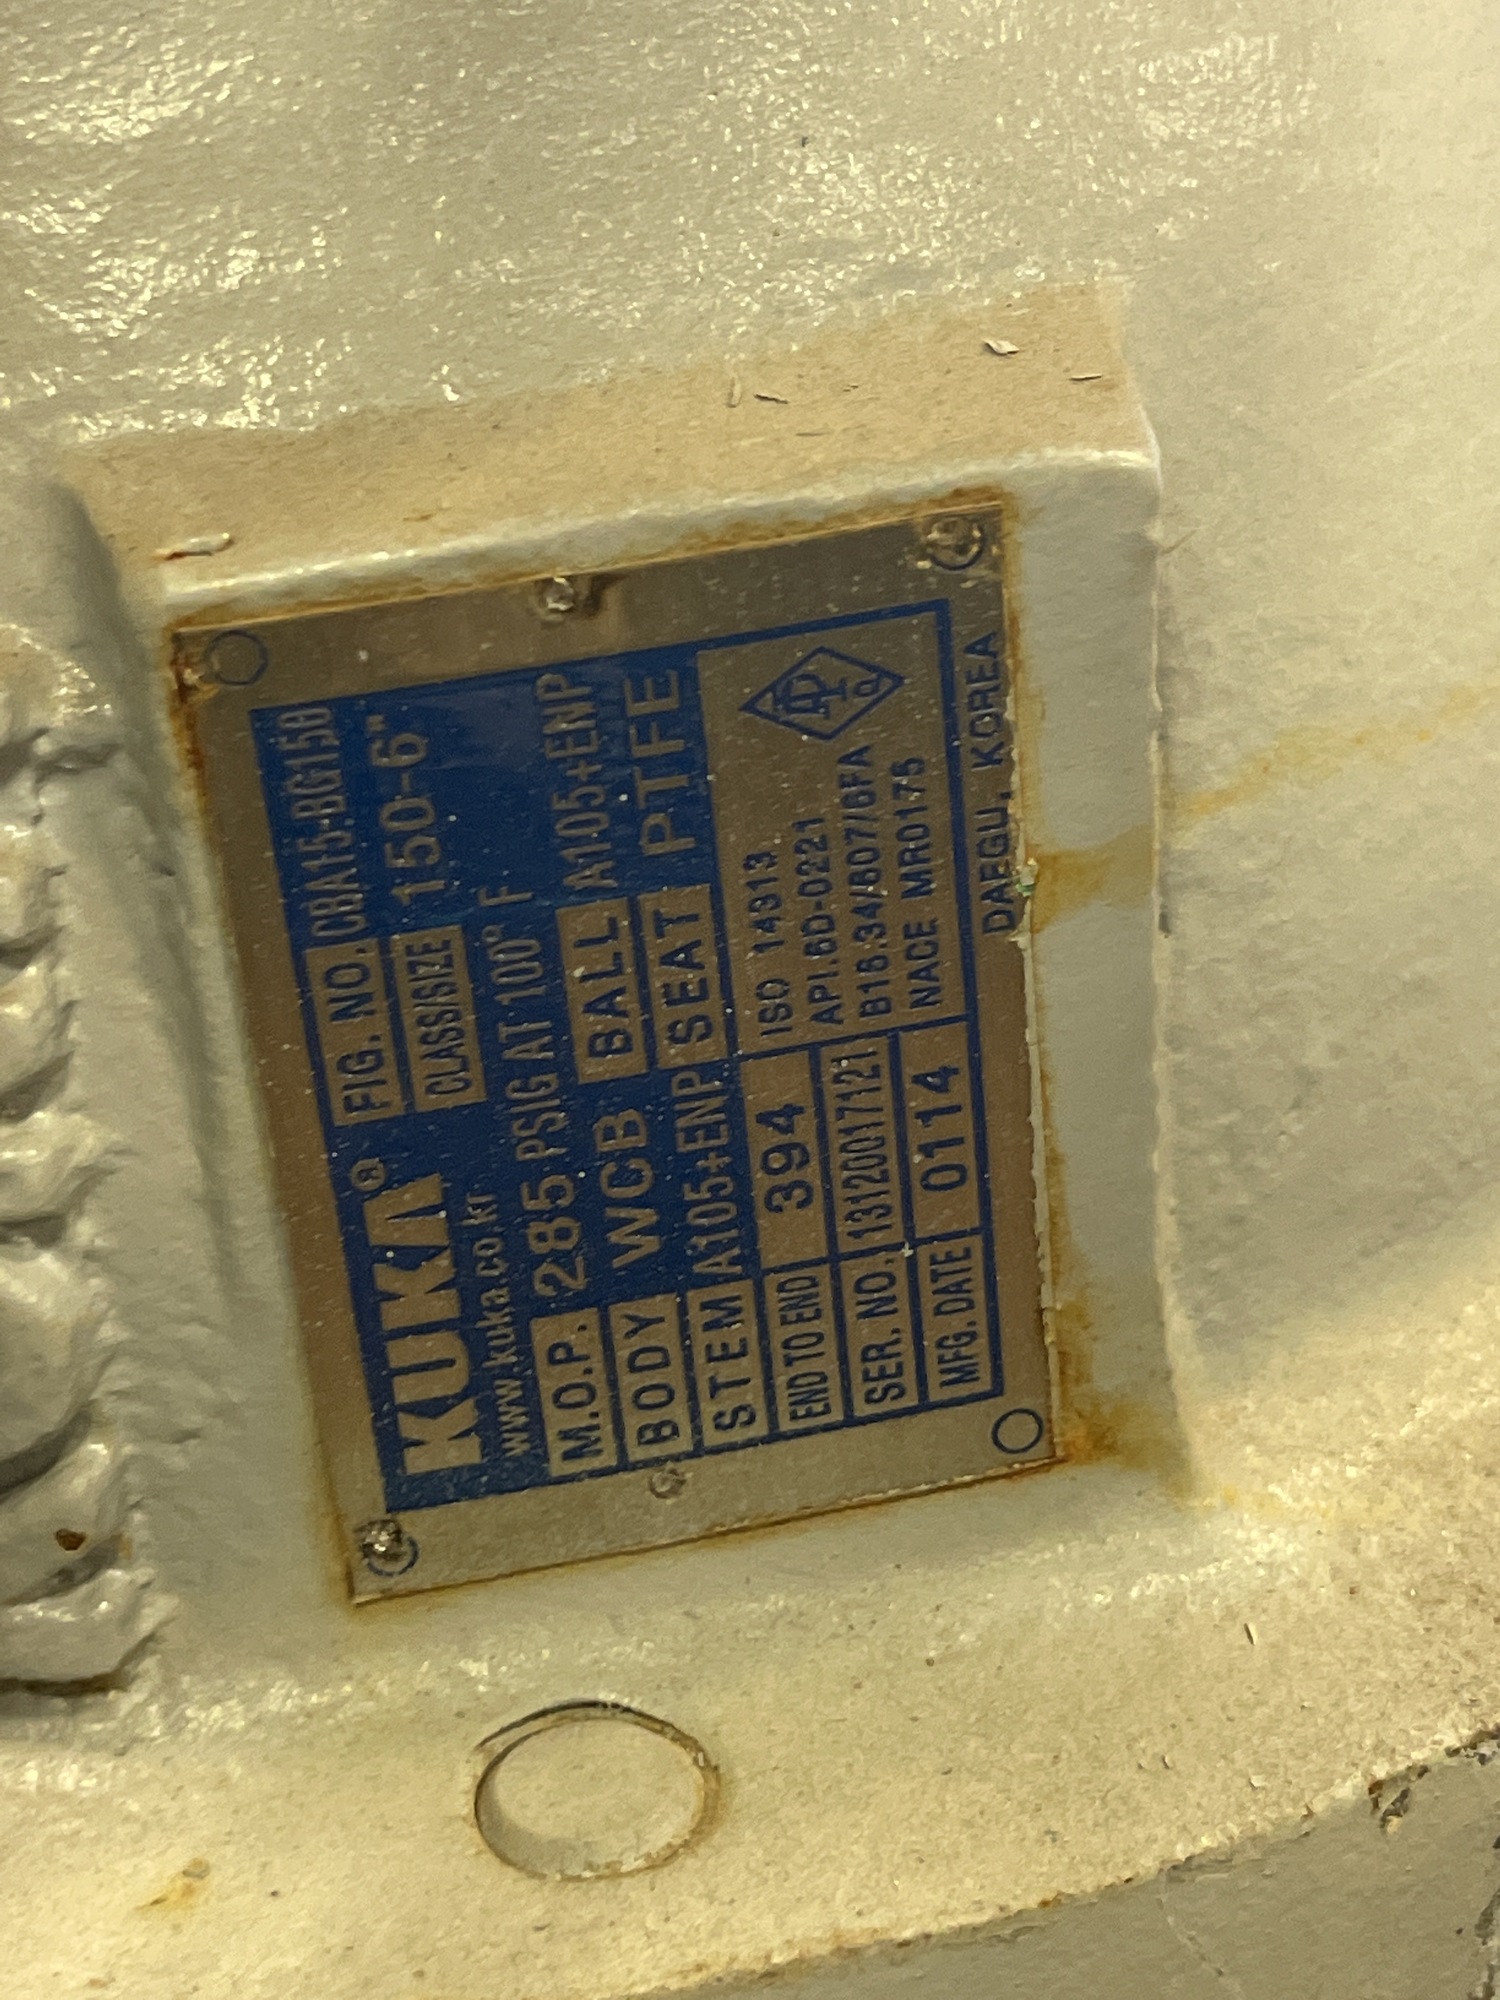 KUKA® FIG. NO. CBA15-BG150
www.kuka.co.kr CLASS/SIZE 150-6"
M.O.P. 285 PSIG AT 100° F
BODY WCB BALL A105+ENP
STEM A105+ENP SEAT PTFE
END TO END 394 ISO 14313
API.6D-0221
SER. NO. 13120017121 B16.34/607/6FA
MFG. DATE 0114 NACE MR0175
DAEGU, KOREA